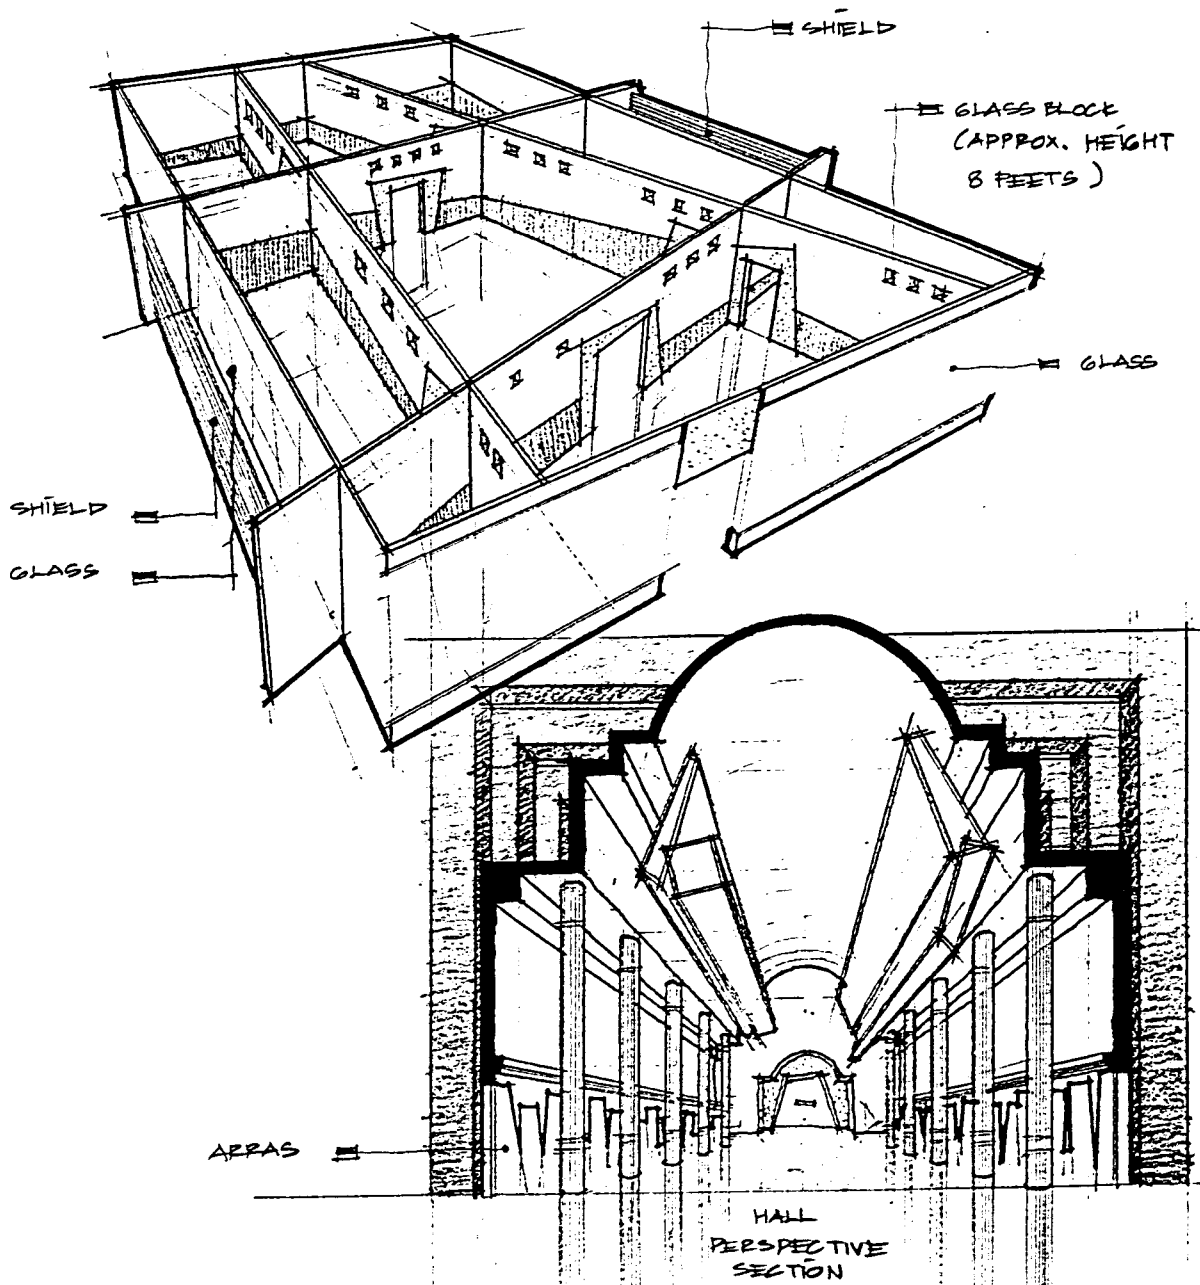 SHIELD
GLASS BLOCK
(APPROX. HEIGHT
8 FEETS)
GLASS
SHIELD
GLASS
ARRAS
HALL
PERSPECTIVE
SECTION